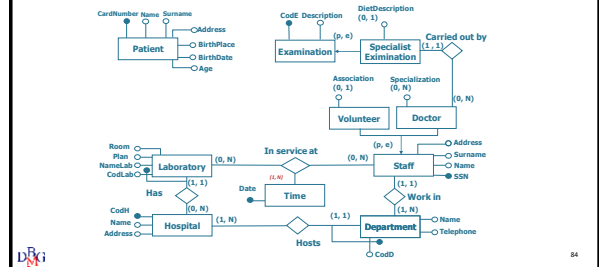 DietDescription
(0, 1)
CardNumber Name Surname
CodE Description
Address
Carried out by
(p, e)
(1 , 1)
Patient
BirthPlace
Examination
Specialist
Eximination
BirthDate
Age
Association
(0, 1)
Specialization
(0, N)
(0, N)
Volunteer
Doctor
Room
In service at
(p, e)
Address
Plan
Surname
NameLab
Laboratory
(0, N)
(0, N)
Staff
Name
CodLab
SSN
(1,N)
(1, 1)
Date
Time
(1, 1)
Has
Work in
CodH
(0, N)
(1, N)
Name
Hospital
(1, N)
(1, 1)
Department
Name
Address
Telephone
Hosts
CodD
DBMG
84